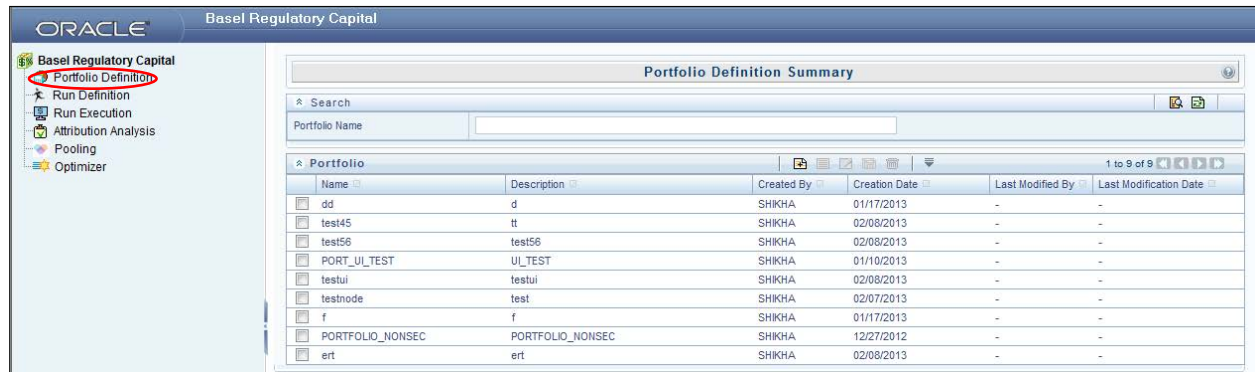 ORACLE®
Basel Regulatory Capital
Basel Regulatory Capital
Portfolio Definition
Run Definition
Run Execution
Attribution Analysis
Pooling
Optimizer
Portfolio Definition Summary
Search
Portfolio Name
Portfolio 1 to 9 of 9
Name Description Created By Creation Date Last Modified By Last Modification Date
dd d SHIKHA 01/17/2013 - -
test45 tt SHIKHA 02/08/2013 - -
test56 test56 SHIKHA 02/08/2013 - -
PORT_UI_TEST UI_TEST SHIKHA 01/10/2013 - -
testui testui SHIKHA 02/08/2013 - -
testnode test SHIKHA 02/07/2013 - -
f f SHIKHA 01/17/2013 - -
PORTFOLIO_NONSEC PORTFOLIO_NONSEC SHIKHA 12/27/2012 - -
ert ert SHIKHA 02/08/2013 - -